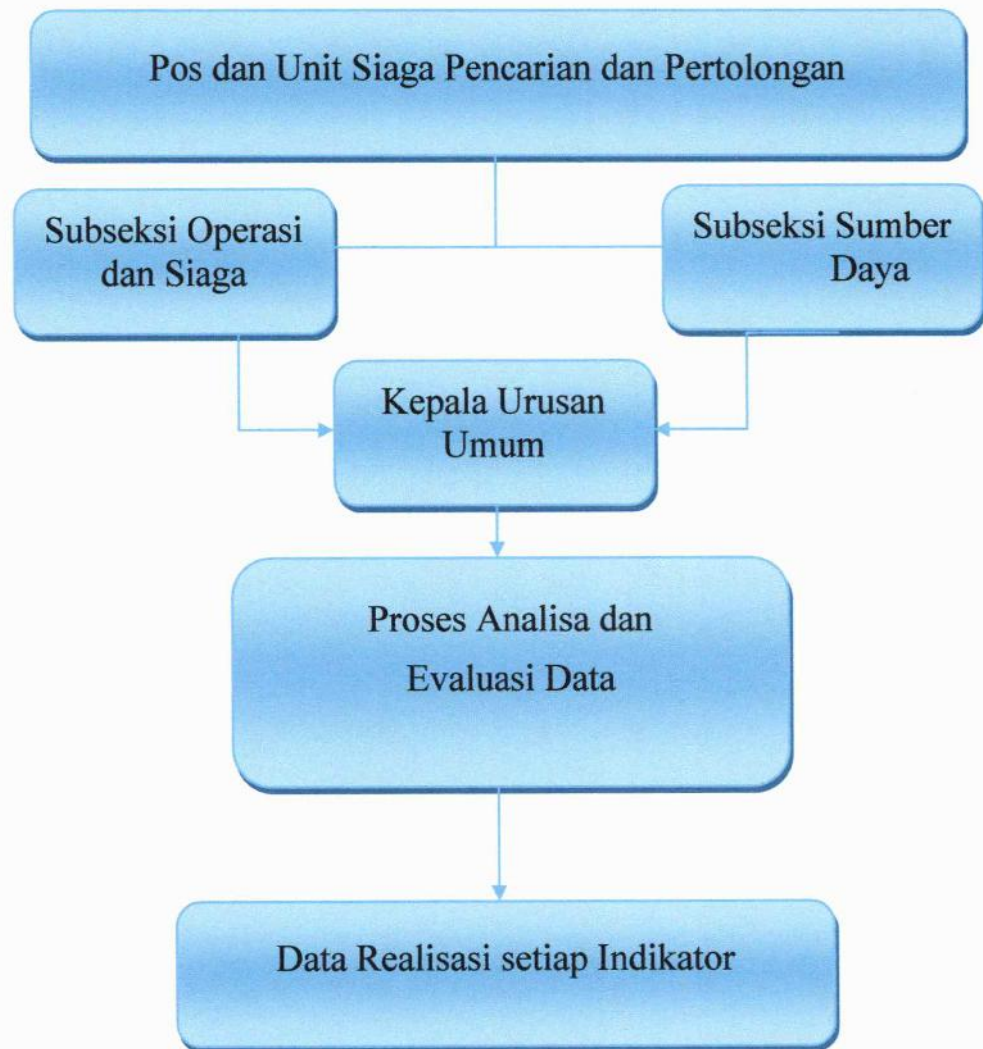 Pos dan Unit Siaga Pencarian dan Pertolongan
Subseksi Operasi
dan Siaga
Subseksi Sumber
Daya
Kepala Urusan
Umum
Proses Analisa dan
Evaluasi Data
Data Realisasi setiap Indikator